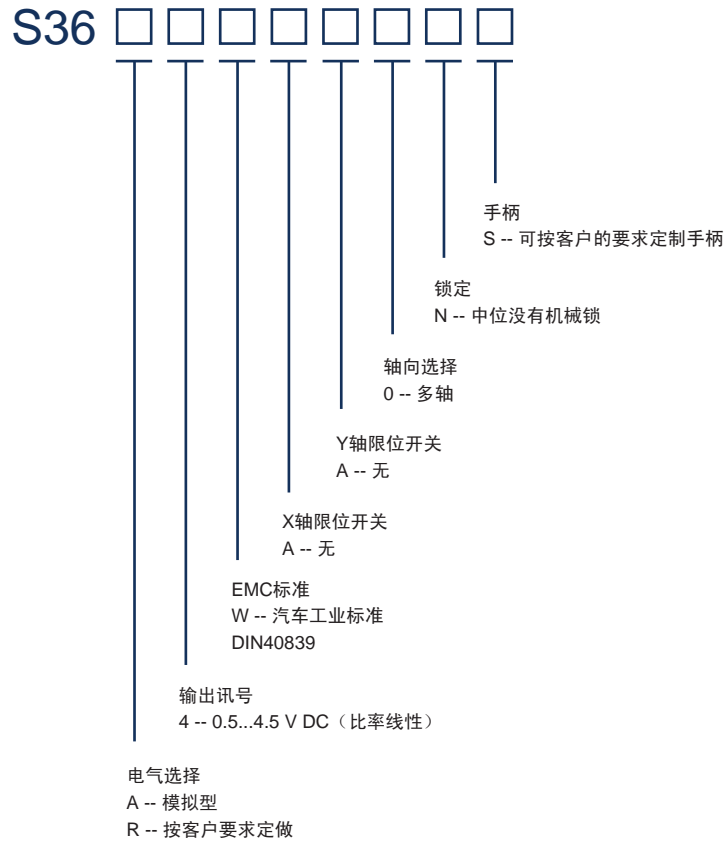 S36 □ □ □ □ □ □ □ □
手柄
S -- 可按客户的要求定制手柄
锁定
N -- 中位没有机械锁
轴向选择
0 -- 多轴
Y轴限位开关
A -- 无
X轴限位开关
A -- 无
EMC标准
W -- 汽车工业标准
DIN40839
输出讯号
4 -- 0.5...4.5 V DC（比率线性）
电气选择
A -- 模拟型
R -- 按客户要求定做